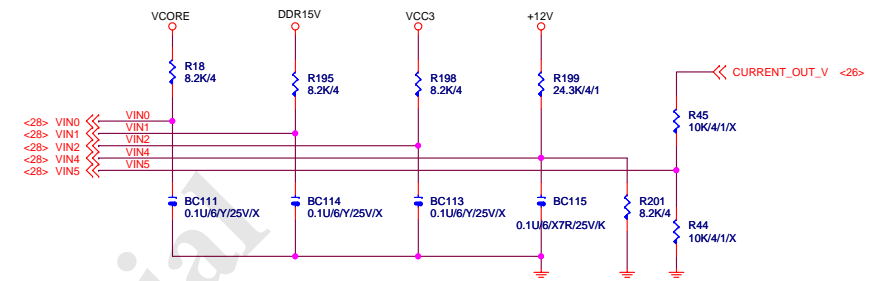 VCORE
DDR15V
VCC3
+12V
R18
8.2K/4
R195
8.2K/4
R198
8.2K/4
R199
24.3K/4/1
CURRENT_OUT_V <26>
R45
10K/4/1/X
<28> VIN0 VIN0
<28> VIN1 VIN1
<28> VIN2 VIN2
<28> VIN4 VIN4
<28> VIN5 VIN5
BC111
0.1U/6/Y/25V/X
BC114
0.1U/6/Y/25V/X
BC113
0.1U/6/Y/25V/X
BC115
0.1U/6/X7R/25V/K
R201
8.2K/4
R44
10K/4/1/X